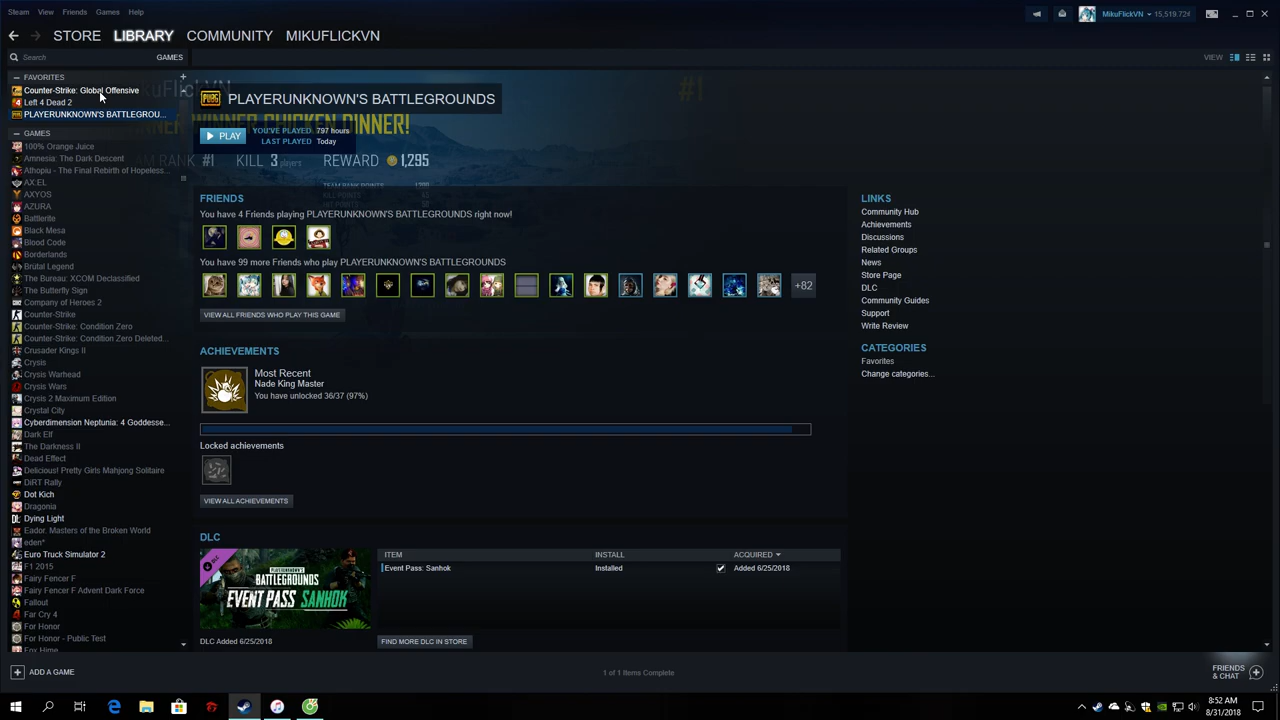 Steam View Friends Games Help
MikuFlickVN 15,519.72₴
STORE LIBRARY COMMUNITY MIKUFLICKVN
Search GAMES
VIEW
FAVORITES
Counter-Strike: Global Offensive
Left 4 Dead 2
PLAYERUNKNOWN'S BATTLEGROU...
GAMES
100% Orange Juice
Amnesia: The Dark Descent
Athopiu - The Final Rebirth of Hopeless...
AX:EL
AXYOS
AZURA
Battlerite
Black Mesa
Blood Code
Borderlands
Brütal Legend
The Bureau: XCOM Declassified
The Butterfly Sign
Company of Heroes 2
Counter-Strike
Counter-Strike: Condition Zero
Counter-Strike: Condition Zero Deleted...
Crusader Kings II
Crysis
Crysis Warhead
Crysis Wars
Crysis 2 Maximum Edition
Crystal City
Cyberdimension Neptunia: 4 Goddesse...
Dark Elf
The Darkness II
Dead Effect
Delicious! Pretty Girls Mahjong Solitaire
DiRT Rally
Dot Kich
Dragonia
Dying Light
Eador. Masters of the Broken World
eden*
Euro Truck Simulator 2
F1 2015
Fairy Fencer F
Fairy Fencer F Advent Dark Force
Fallout
Far Cry 4
For Honor
For Honor - Public Test
Fox Hime
ADD A GAME
#1
PLAYERUNKNOWN'S BATTLEGROUNDS
WINNER CHICKEN DINNER!
PLAY
YOU'VE PLAYED 797 hours
LAST PLAYED Today
RANK #1 KILL 3 players REWARD 1,295
FRIENDS
You have 4 Friends playing PLAYERUNKNOWN'S BATTLEGROUNDS right now!
You have 99 more Friends who play PLAYERUNKNOWN'S BATTLEGROUNDS
+82
VIEW ALL FRIENDS WHO PLAY THIS GAME
ACHIEVEMENTS
Most Recent
Nade King Master
You have unlocked 36/37 (97%)
Locked achievements
VIEW ALL ACHIEVEMENTS
DLC
DLC
PLAYERUNKNOWN'S
BATTLEGROUNDS
EVENT PASS SANHOK
DLC Added 6/25/2018
ITEM INSTALL ACQUIRED
Event Pass: Sanhok Installed Added 6/25/2018
FIND MORE DLC IN STORE
LINKS
Community Hub
Achievements
Discussions
Related Groups
News
Store Page
DLC
Community Guides
Support
Write Review
CATEGORIES
Favorites
Change categories...
1 of 1 Items Complete
FRIENDS
& CHAT
8:52 AM
8/31/2018